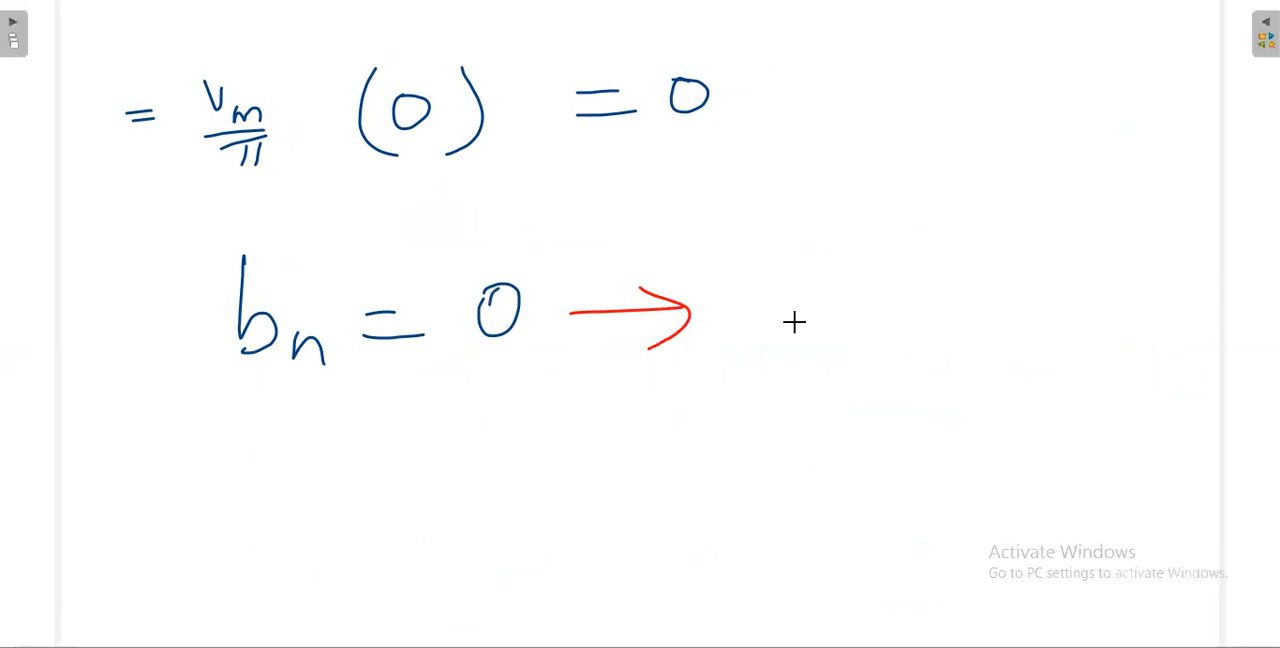 = Vm/π (0) = 0
bn = 0 →
Activate Windows
Go to PC settings to activate Windows.